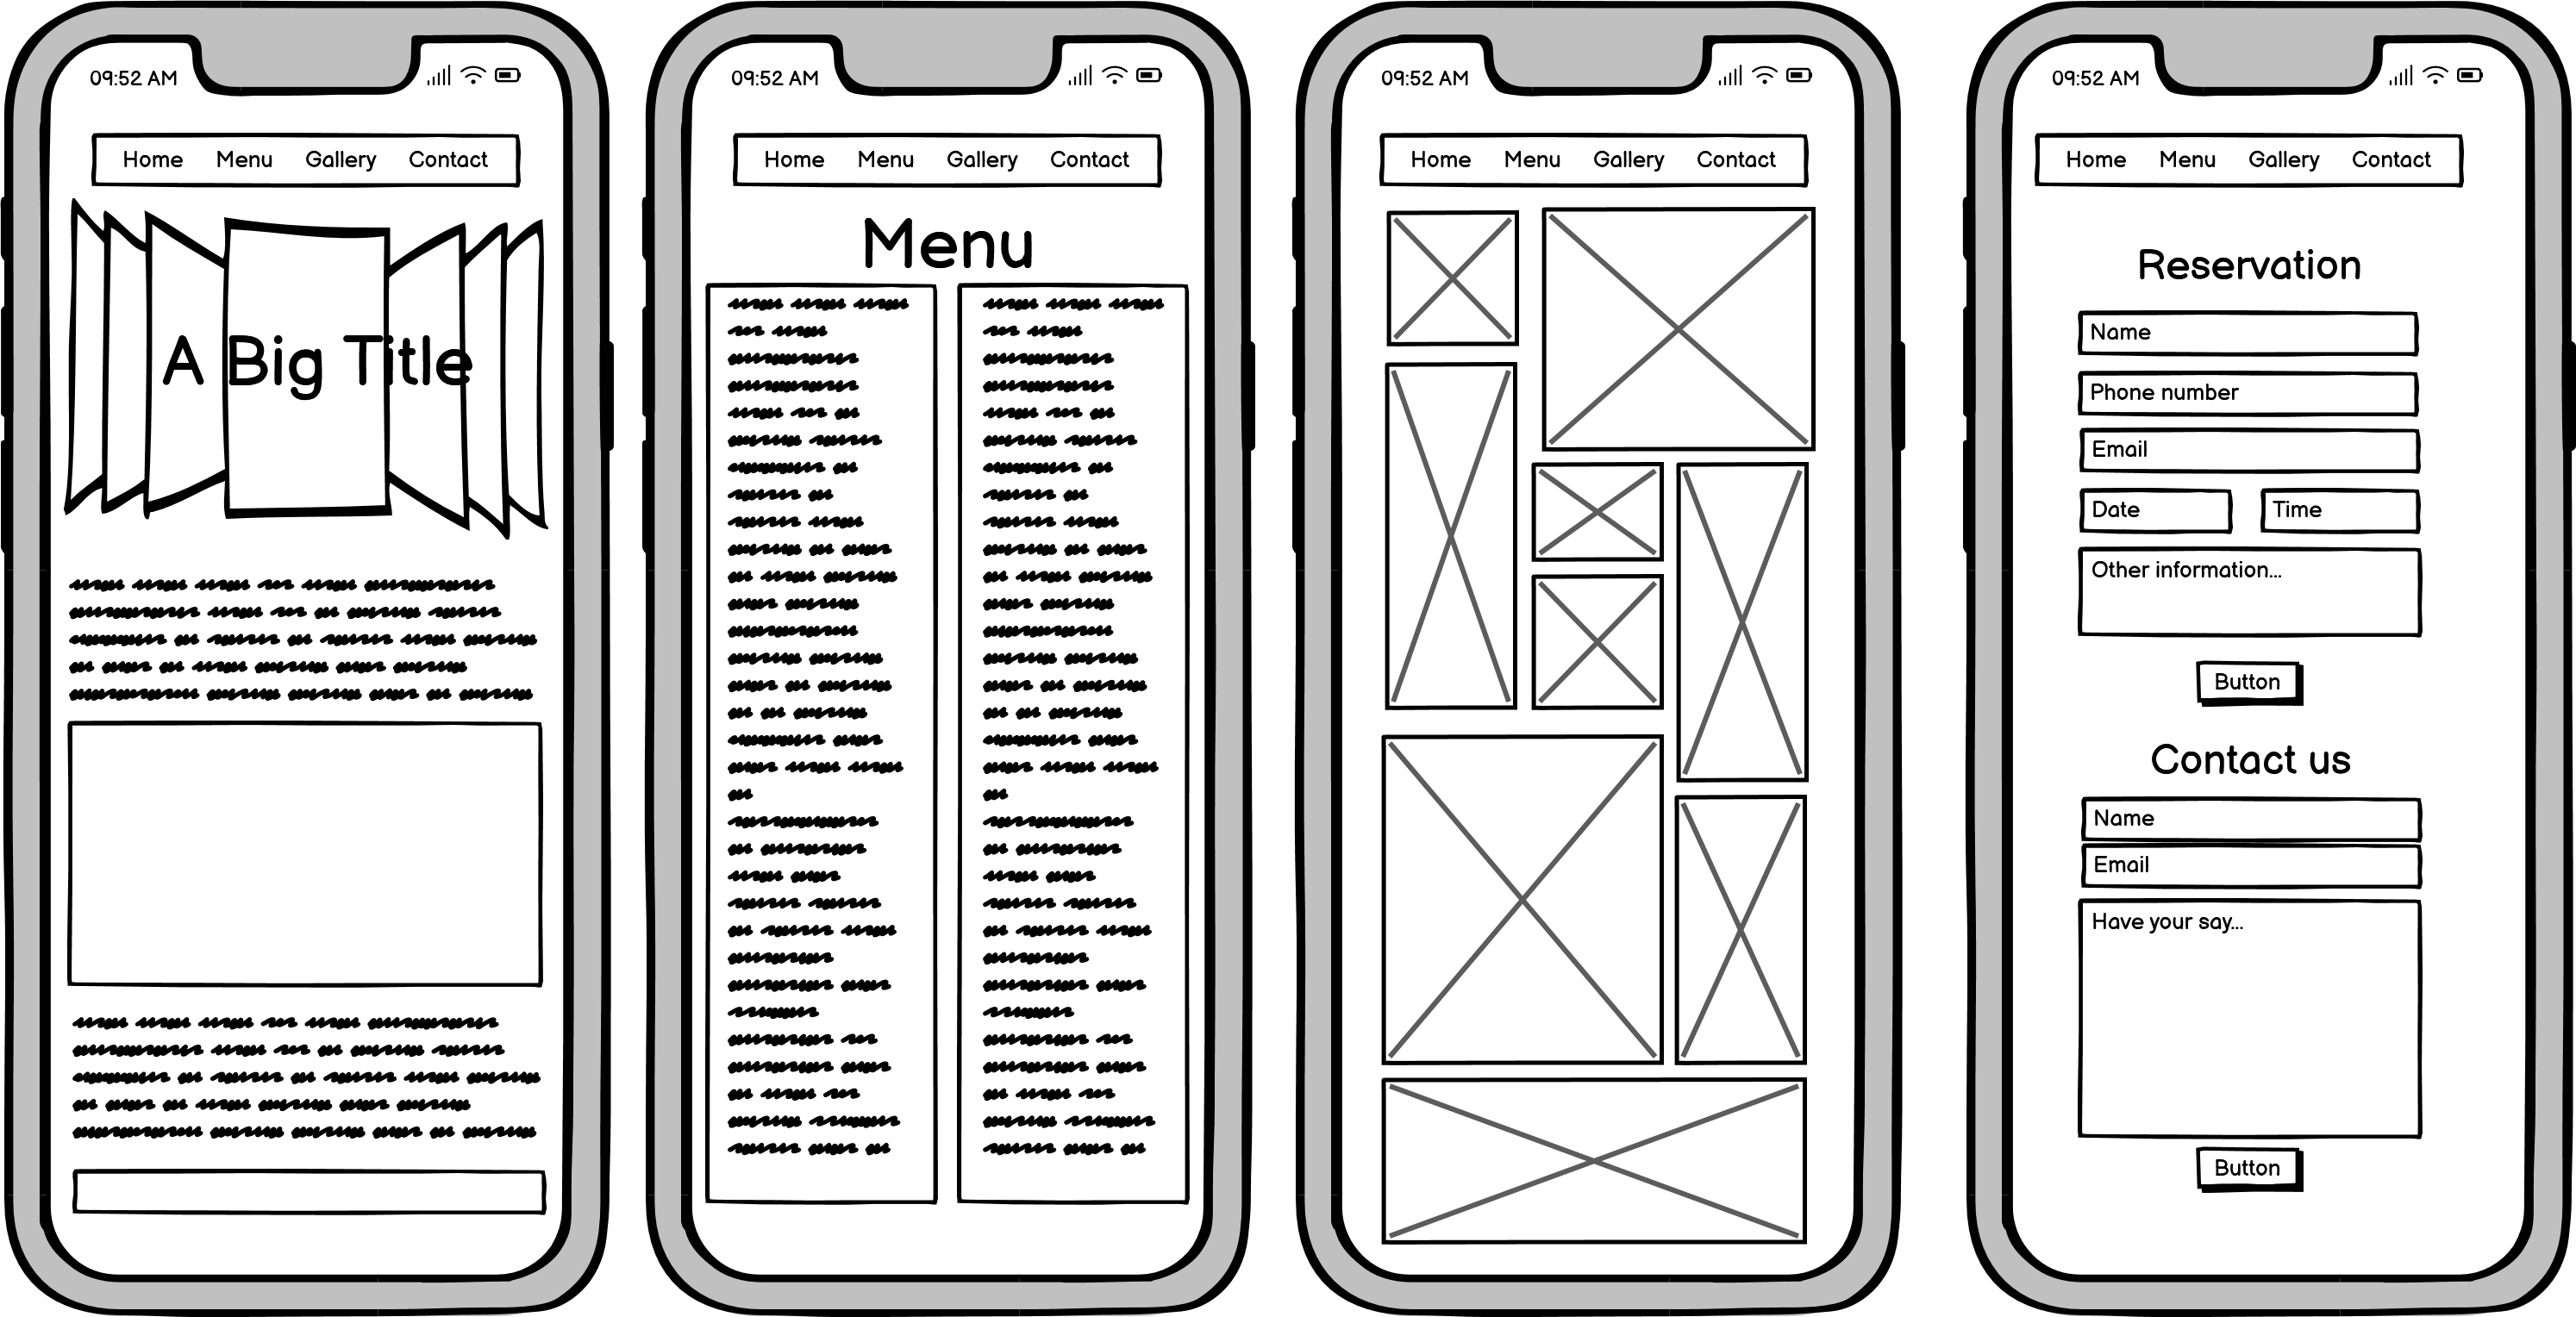 09:52 AM
Home Menu Gallery Contact
A Big Title
09:52 AM
Home Menu Gallery Contact
Menu
09:52 AM
Home Menu Gallery Contact
09:52 AM
Home Menu Gallery Contact
Reservation
Name
Phone number
Email
Date Time
Other information...
Button
Contact us
Name
Email
Have your say...
Button